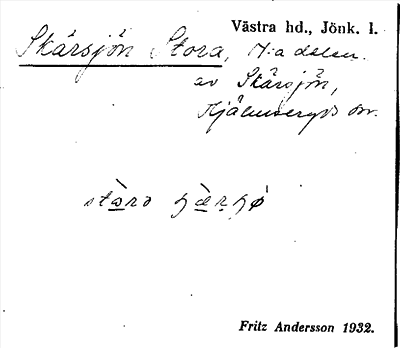 Västra hd., Jönk. l.
Skärsjön Stora, N:a delen
av Skärsjön,
Hjälmseryds sn.
Fritz Andersson 1932.